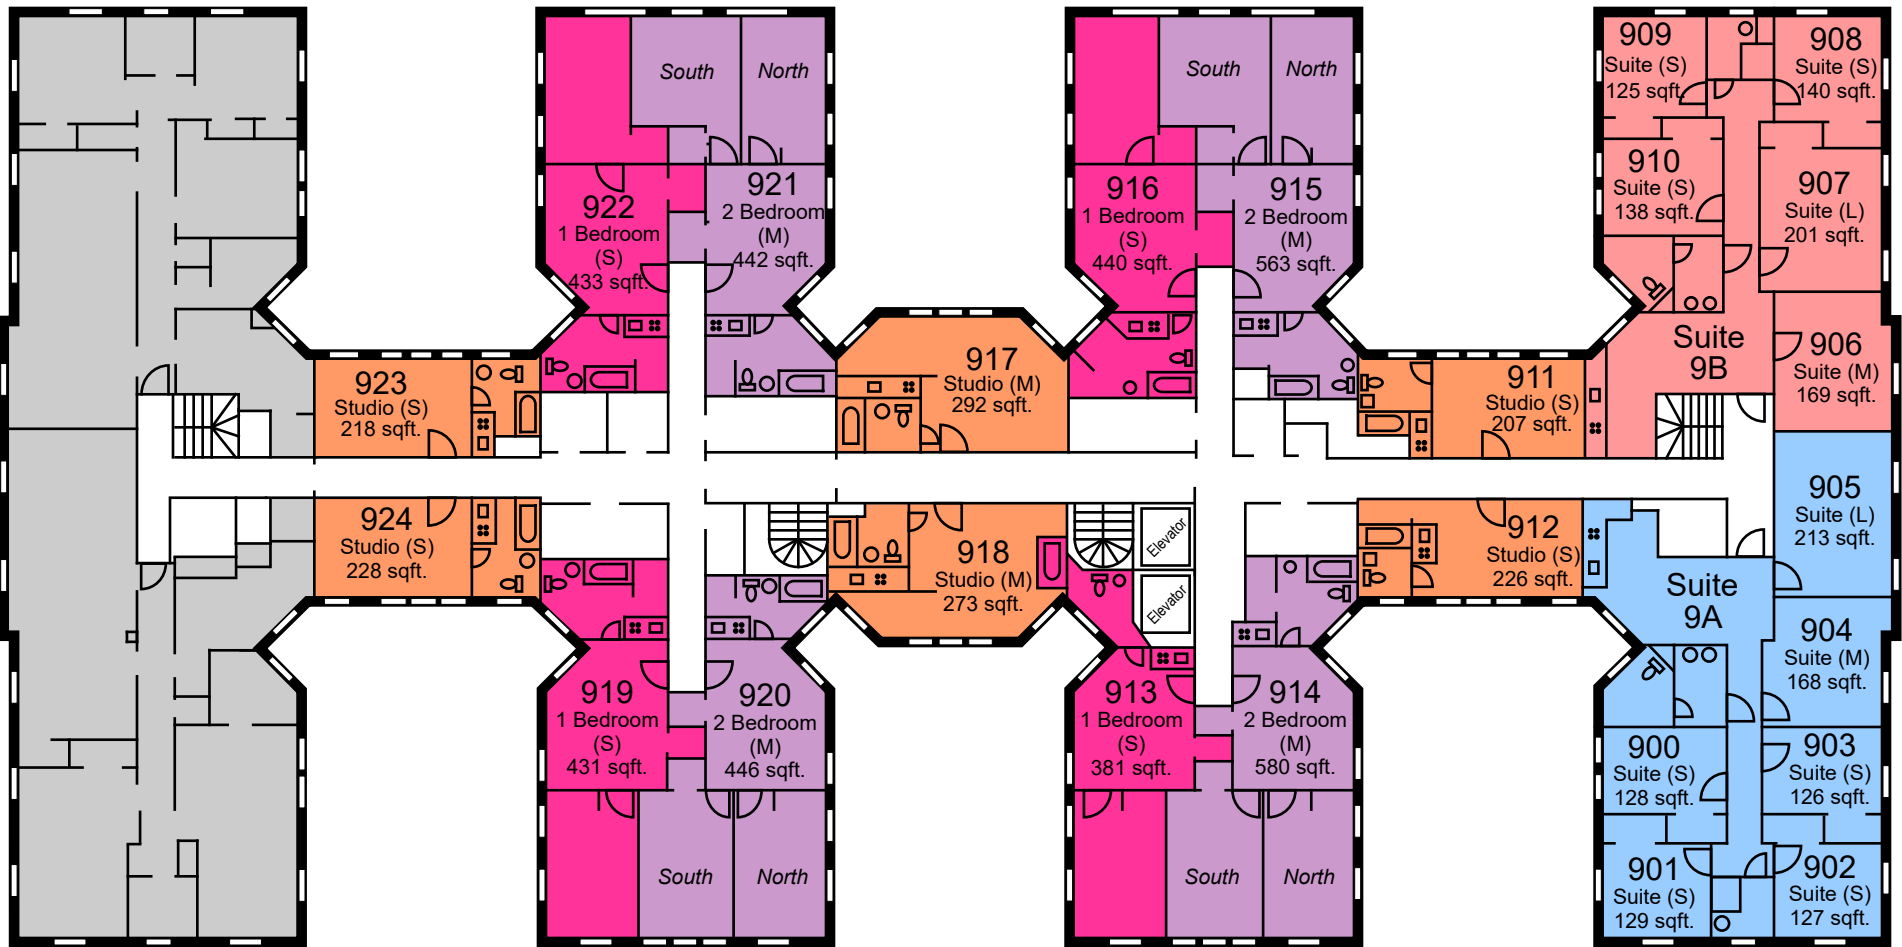 909
Suite (S)
125 sqft.
908
Suite (S)
140 sqft.
South
North
South
North
910
Suite (S)
138 sqft.
907
Suite (L)
201 sqft.
922
1 Bedroom
(S)
433 sqft.
921
2 Bedroom
(M)
442 sqft.
916
1 Bedroom
(S)
440 sqft.
915
2 Bedroom
(M)
563 sqft.
Suite
9B
906
Suite (M)
169 sqft.
923
Studio (S)
218 sqft.
917
Studio (M)
292 sqft.
911
Studio (S)
207 sqft.
905
Suite (L)
213 sqft.
924
Studio (S)
228 sqft.
918
Studio (M)
273 sqft.
Elevator
Elevator
912
Studio (S)
226 sqft.
Suite
9A
904
Suite (M)
168 sqft.
919
1 Bedroom
(S)
431 sqft.
920
2 Bedroom
(M)
446 sqft.
913
1 Bedroom
(S)
381 sqft.
914
2 Bedroom
(M)
580 sqft.
900
Suite (S)
128 sqft.
903
Suite (S)
126 sqft.
South
North
South
North
901
Suite (S)
129 sqft.
902
Suite (S)
127 sqft.